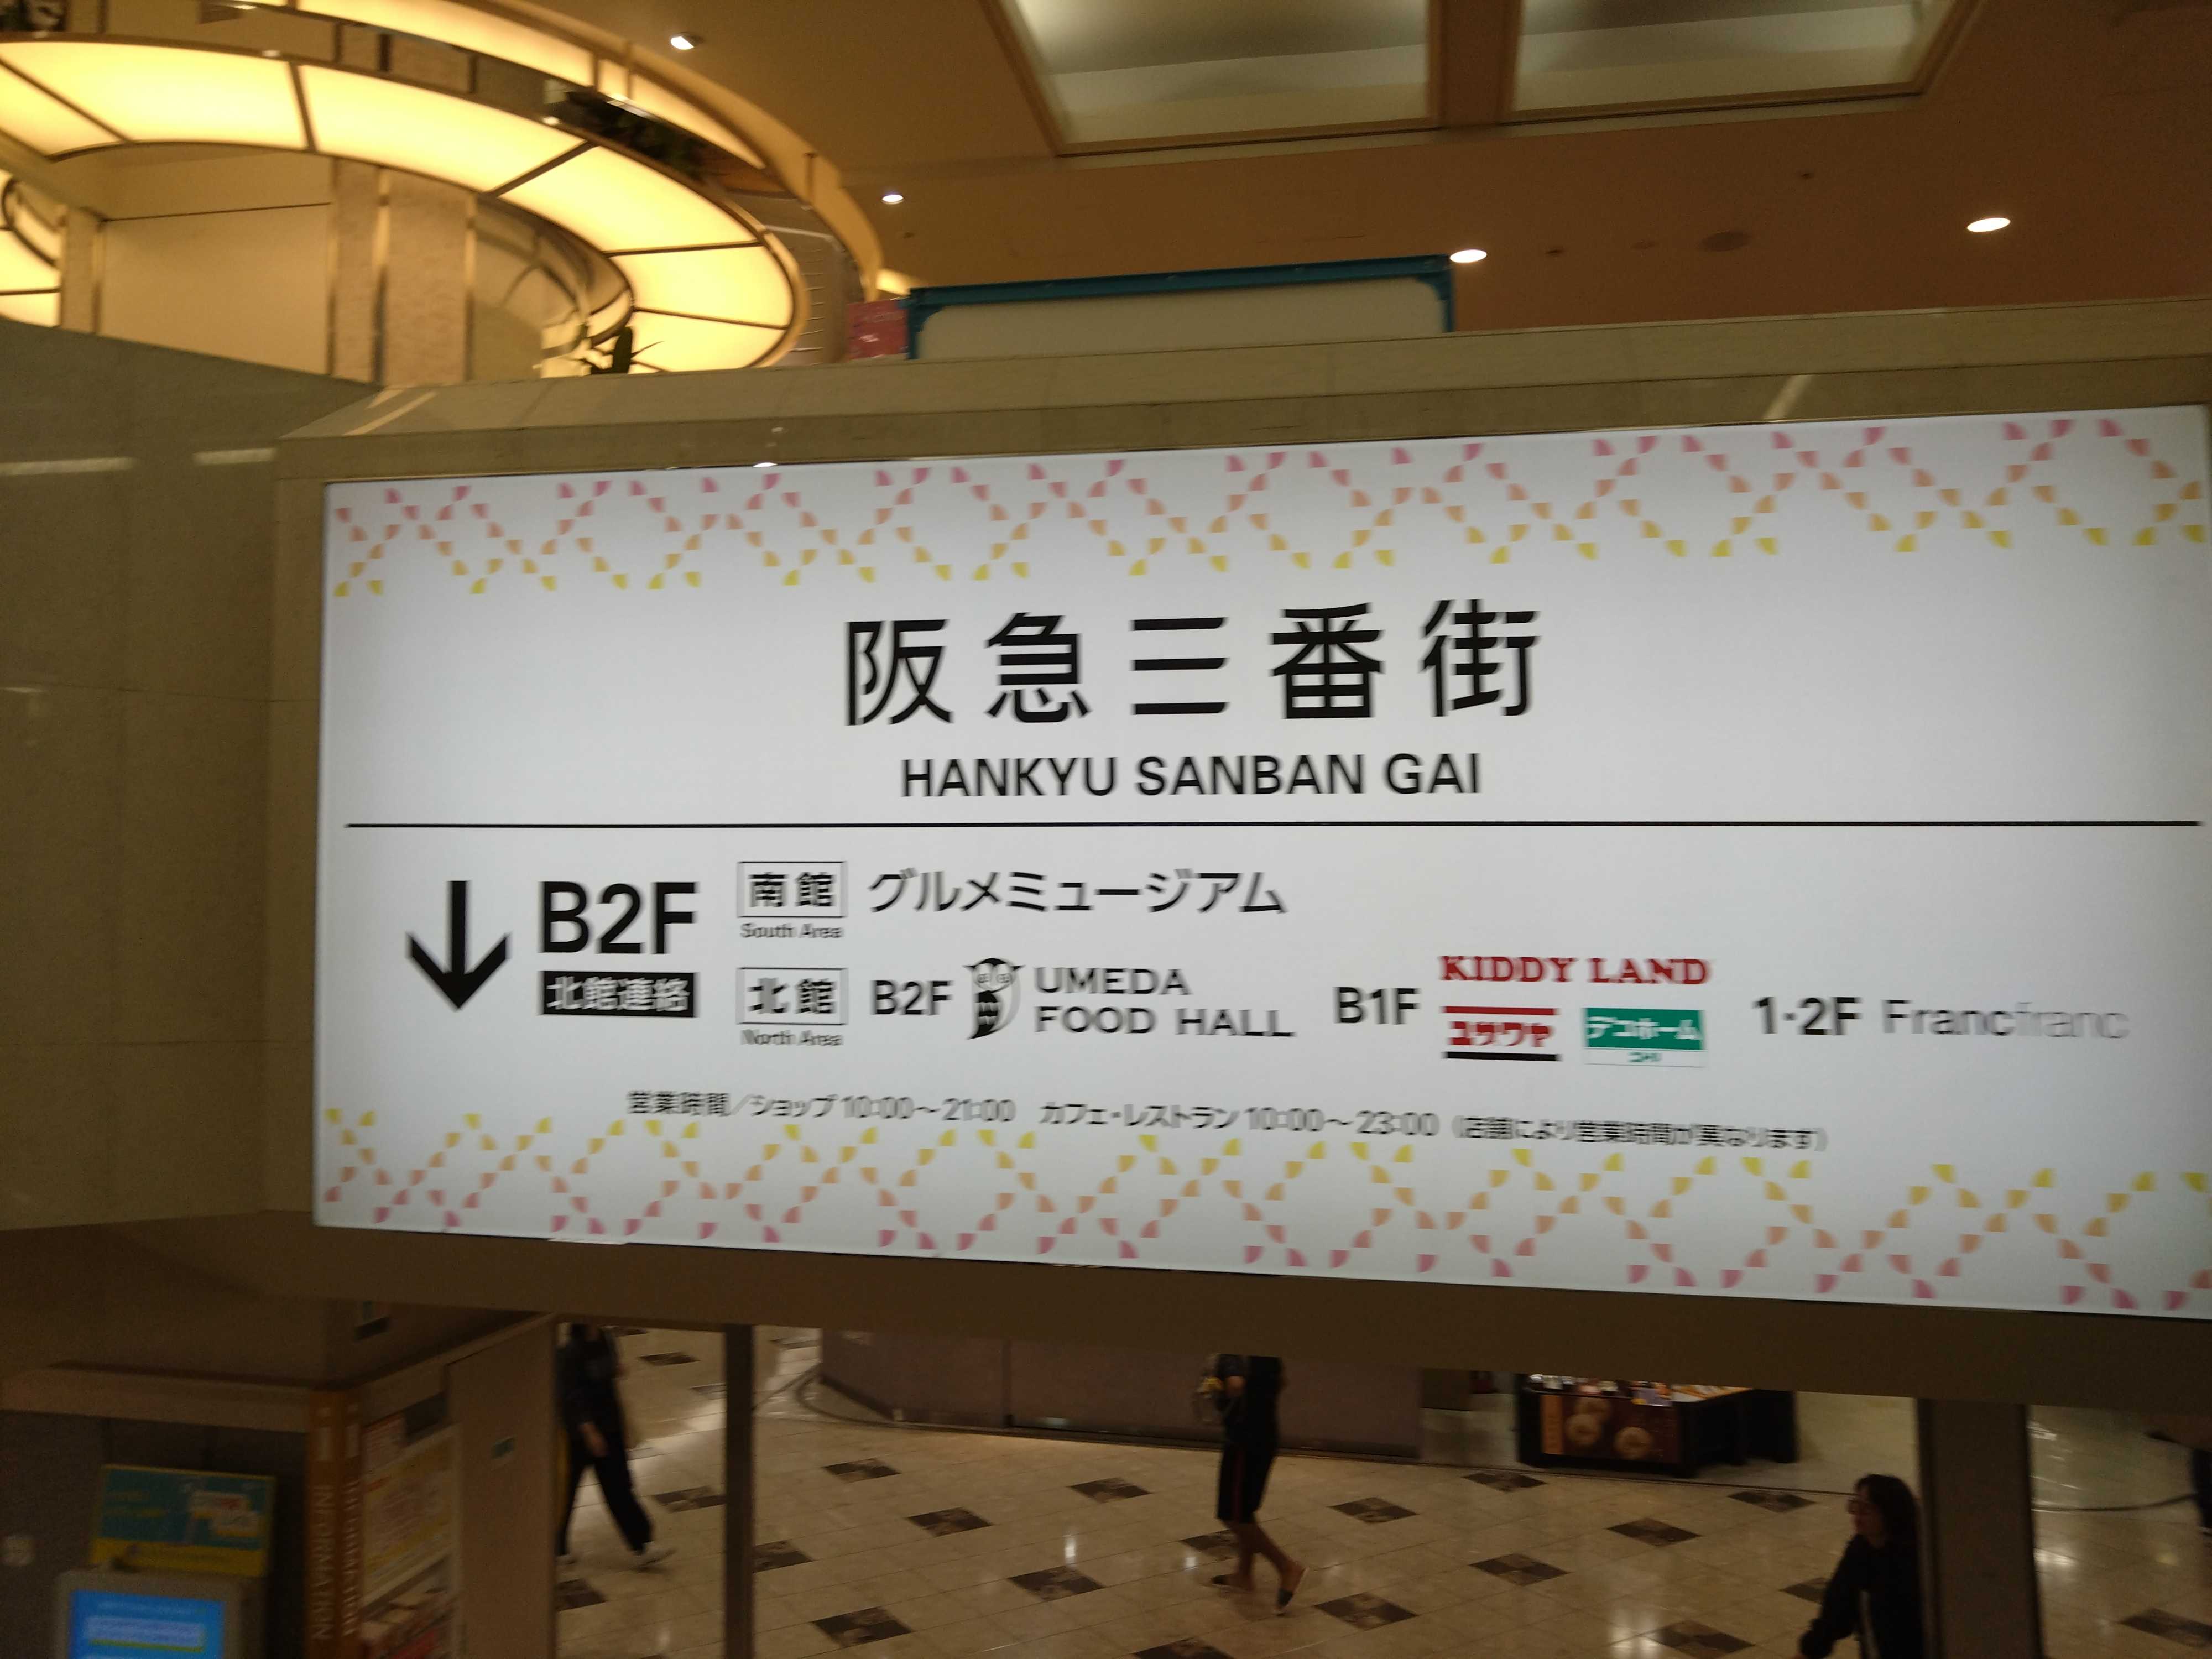 阪急三番街
HANKYU SANBAN GAI
B2F
北館連絡
南館 グルメミュージアム
South Area
北館 B2F UMEDA FOOD HALL B1F KIDDY LAND ユザワヤ デコホーム ニトリ 1・2F Francfranc
North Area
営業時間／ショップ 10:00～21:00 カフェ・レストラン 10:00～23:00（店舗により営業時間が異なります）
INFORMATION